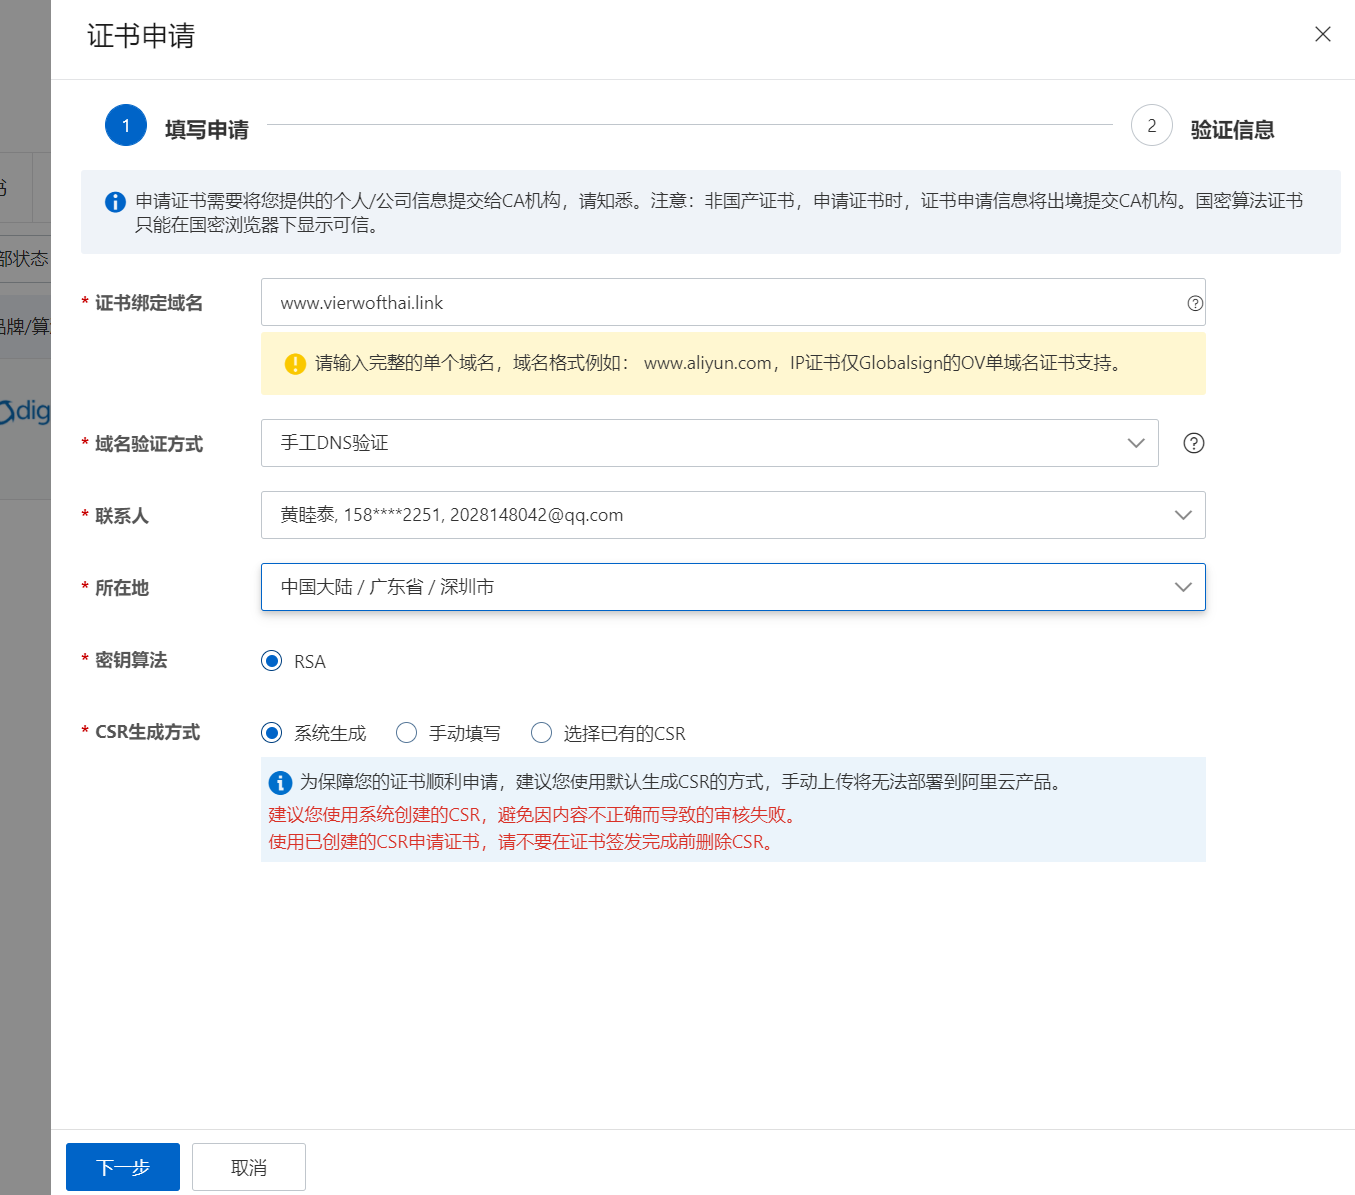 证书申请
1 填写申请
2 验证信息
申请证书需要将您提供的个人/公司信息提交给CA机构，请知悉。注意：非国产证书，申请证书时，证书申请信息将出境提交CA机构。国密算法证书
只能在国密浏览器下显示可信。
书
部状态
品牌/算
dig
* 证书绑定域名
www.vierwofthai.link
请输入完整的单个域名，域名格式例如： www.aliyun.com，IP证书仅Globalsign的OV单域名证书支持。
* 域名验证方式
手工DNS验证
* 联系人
黄睦泰, 158****2251, 2028148042@qq.com
* 所在地
中国大陆 / 广东省 / 深圳市
* 密钥算法
RSA
* CSR生成方式
系统生成 手动填写 选择已有的CSR
为保障您的证书顺利申请，建议您使用默认生成CSR的方式，手动上传将无法部署到阿里云产品。
建议您使用系统创建的CSR，避免因内容不正确而导致的审核失败。
使用已创建的CSR申请证书，请不要在证书签发完成前删除CSR。
下一步 取消